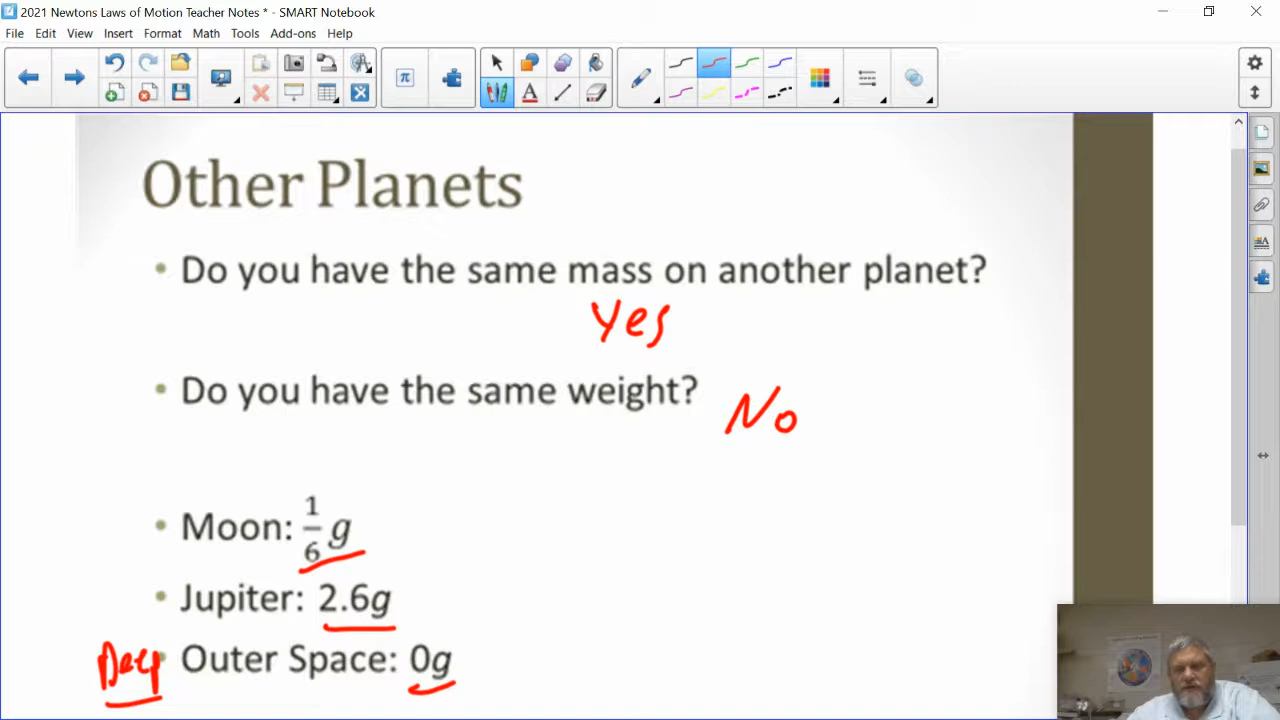 2021 Newtons Laws of Motion Teacher Notes * - SMART Notebook
File Edit View Insert Format Math Tools Add-ons Help
π
A
Other Planets
• Do you have the same mass on another planet?
Yes
• Do you have the same weight?
No
• Moon: 1/6 g
• Jupiter: 2.6g
Deep • Outer Space: 0g